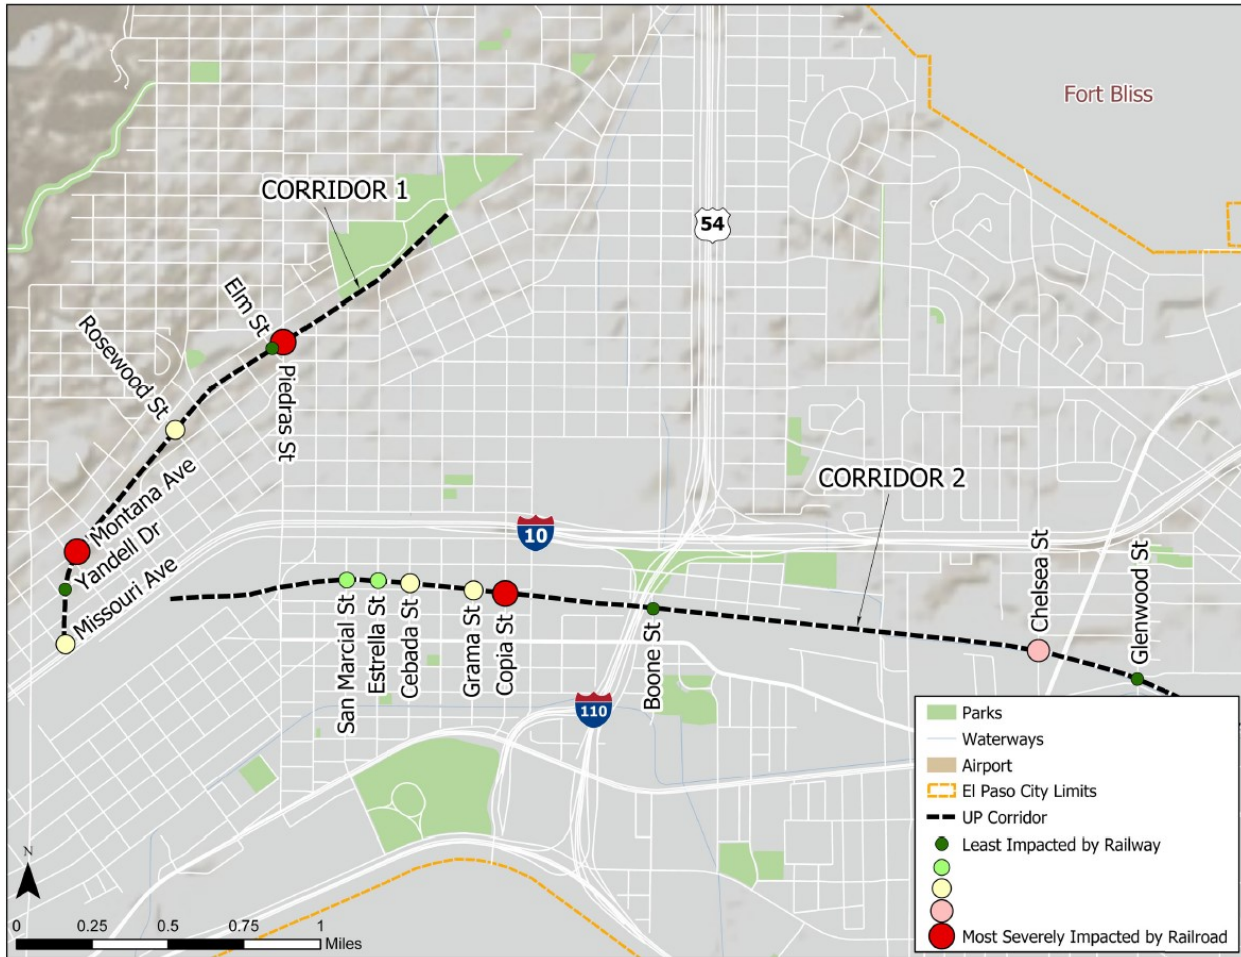 Fort Bliss
CORRIDOR 1
54
Elm St
Rosewood St
Piedras St
Montana Ave
Yandell Dr
Missouri Ave
CORRIDOR 2
10
San Marcial St
Estrella St
Cebada St
Grama St
Copia St
Boone St
Chelsea St
Glenwood St
110
Parks
Waterways
Airport
El Paso City Limits
UP Corridor
Least Impacted by Railway
Most Severely Impacted by Railroad
N
0 0.25 0.5 0.75 1
Miles